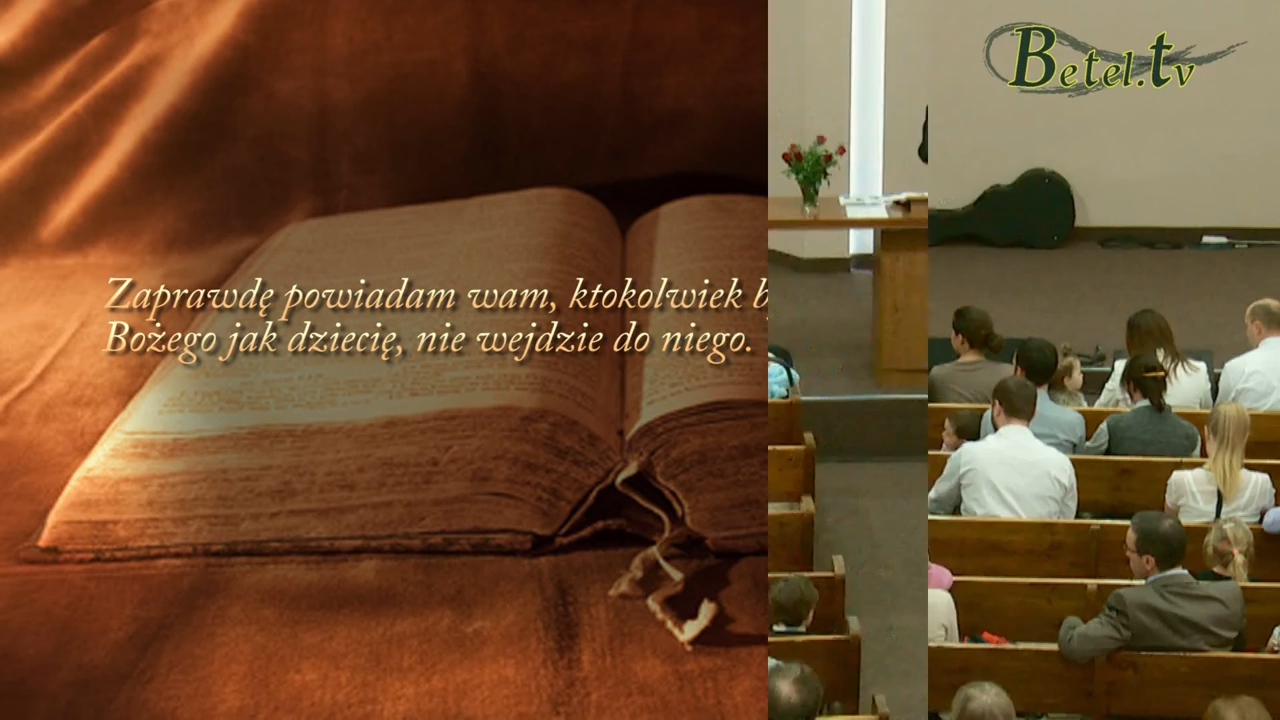 Betel.tv
Zaprawdę powiadam wam, ktokolwiek
Bożego jak dziecię, nie wejdzie do niego.